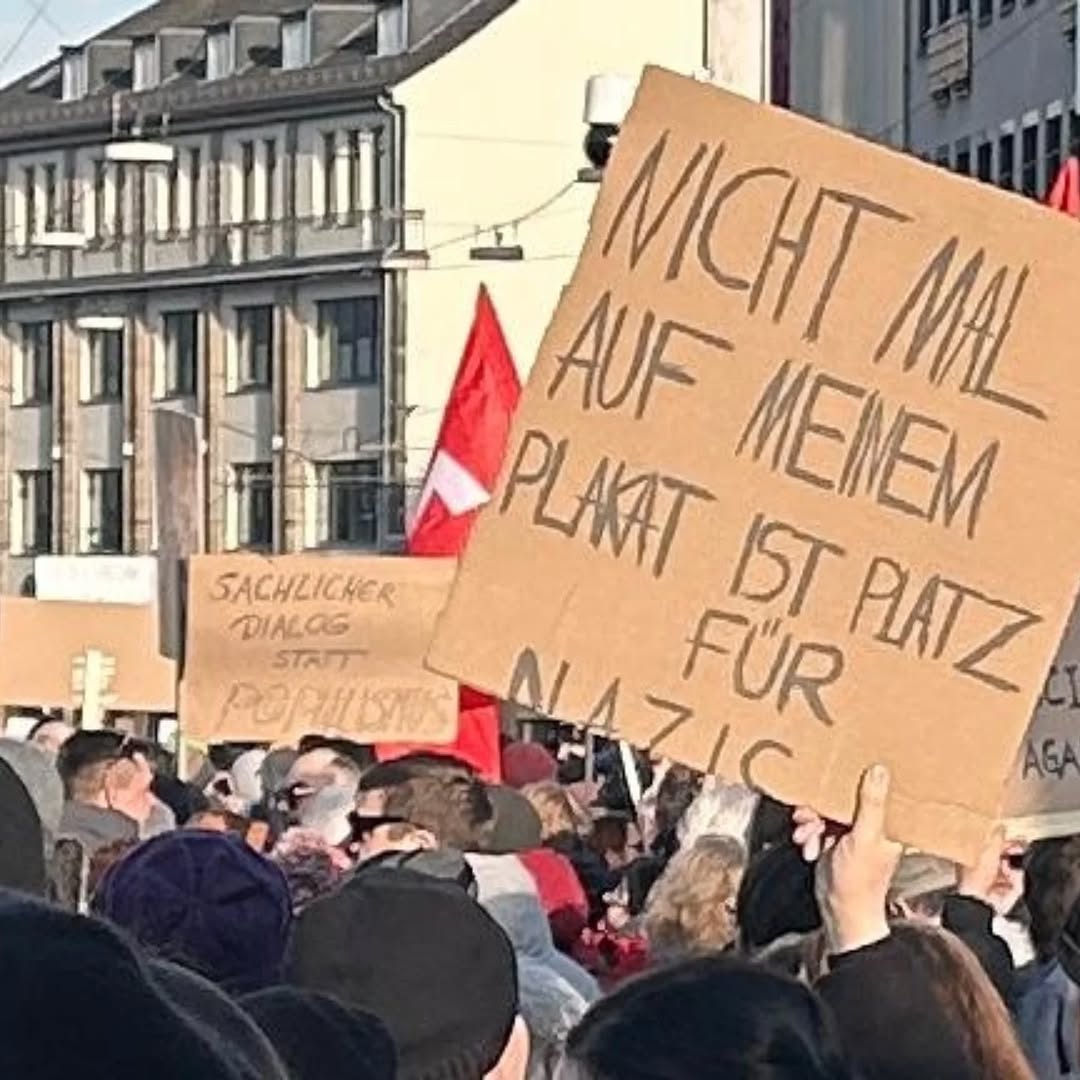 NICHT MAL
AUF MEINEM
PLAKAT IST PLATZ
FÜR
NAZIS
SACHLICHER
DIALOG
STATT
POPULISMUS
AGA